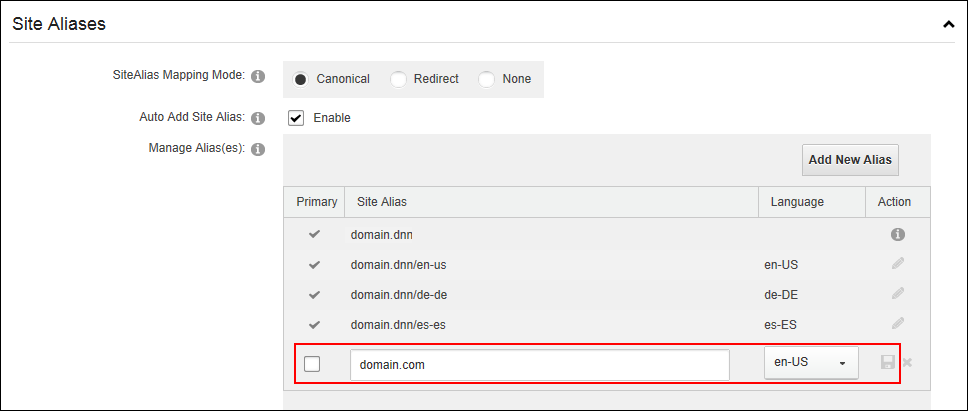 Site Aliases
SiteAlias Mapping Mode: Canonical Redirect None
Auto Add Site Alias: Enable
Manage Alias(es):
Add New Alias
Primary Site Alias Language Action
domain.dnn
domain.dnn/en-us en-US
domain.dnn/de-de de-DE
domain.dnn/es-es es-ES
domain.com en-US